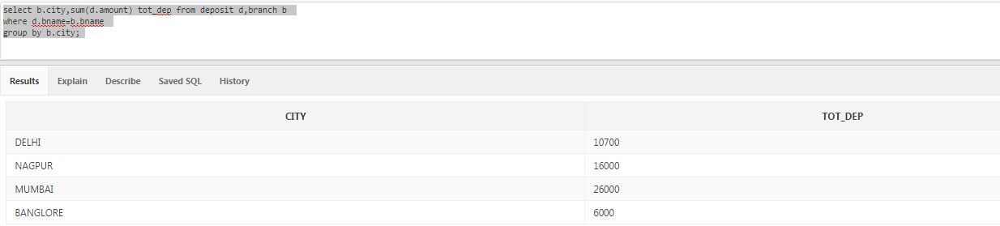 select b.city,sum(d.amount) tot_dep from deposit d,branch b
where d.bname=b.bname
group by b.city;
Results Explain Describe Saved SQL History
CITY TOT_DEP
DELHI 10700
NAGPUR 16000
MUMBAI 26000
BANGLORE 6000